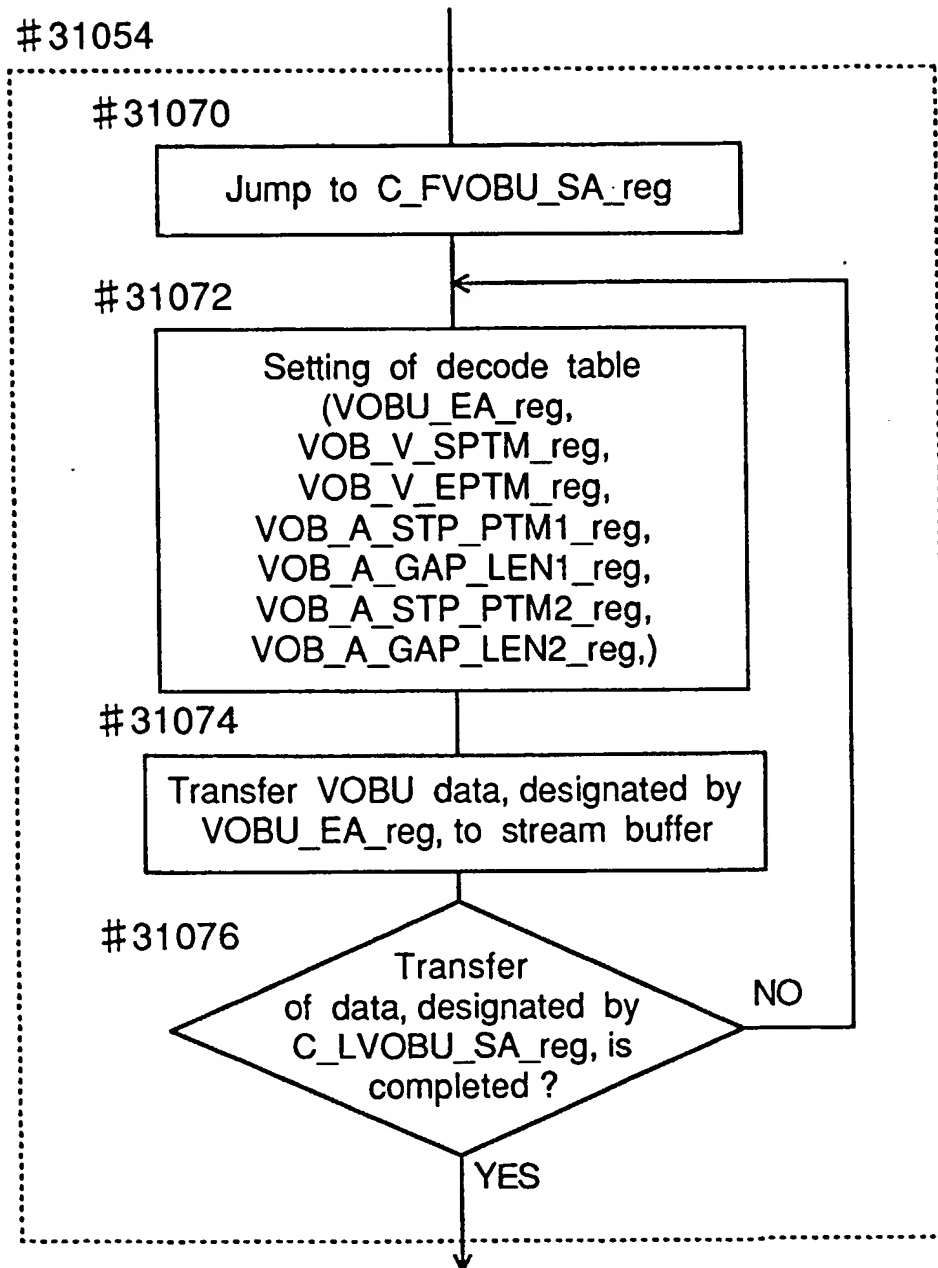 #31054
#31070
Jump to C_FVOBU_SA_reg
#31072
Setting of decode table
(VOBU_EA_reg,
VOB_V_SPTM_reg,
VOB_V_EPTM_reg,
VOB_A_STP_PTM1_reg,
VOB_A_GAP_LEN1_reg,
VOB_A_STP_PTM2_reg,
VOB_A_GAP_LEN2_reg,)
#31074
Transfer VOBU data, designated by
VOBU_EA_reg, to stream buffer
#31076
Transfer
of data, designated by
C_LVOBU_SA_reg, is
completed ?
NO
YES